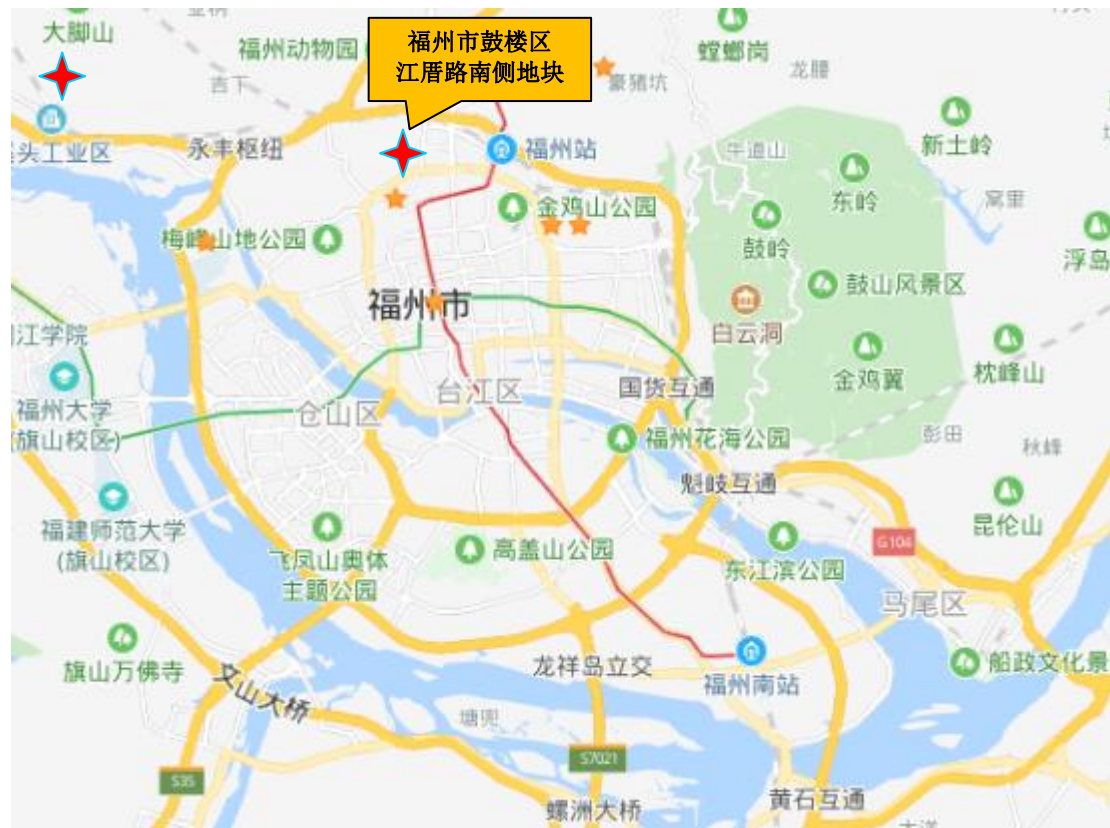 大脚山
福州动物园
福州市鼓楼区
江厝路南侧地块
螳螂岗
龙腰
豪猪坑
吉下
新土岭
头工业区
永丰枢纽
福州站
牛道山
东岭
窝里
金鸡山公园
梅峰山地公园
鼓岭
浮岛
鼓山风景区
福州市
白云洞
江学院
金鸡翼
枕峰山
国货互通
台江区
仓山区
福州大学
(旗山校区)
福州花海公园
彭田
秋峰
魁岐互通
福建师范大学
(旗山校区)
昆伦山
G104
飞凤山奥体
主题公园
高盖山公园
东江滨公园
马尾区
旗山万佛寺
龙祥岛立交
福州南站
船政文化景
文山大桥
塘兜
S7021
S35
黄石互通
螺洲大桥